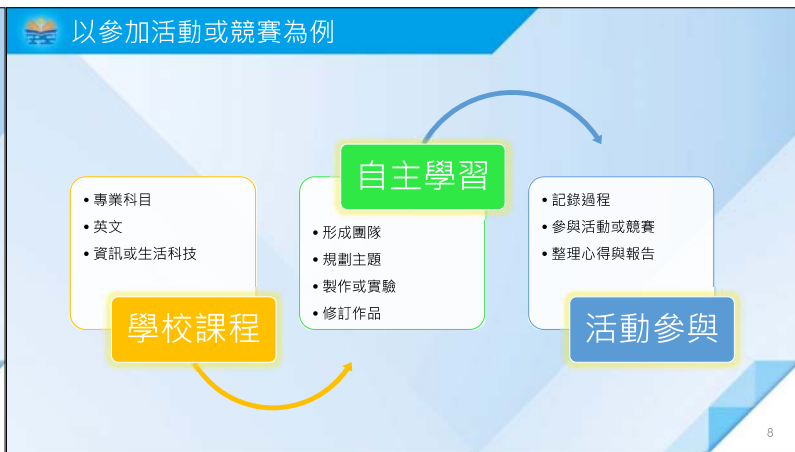 以參加活動或競賽為例
• 專業科目
• 英文
• 資訊或生活科技
學校課程
自主學習
• 形成團隊
• 規劃主題
• 製作或實驗
• 修訂作品
• 記錄過程
• 參與活動或競賽
• 整理心得與報告
活動參與
8